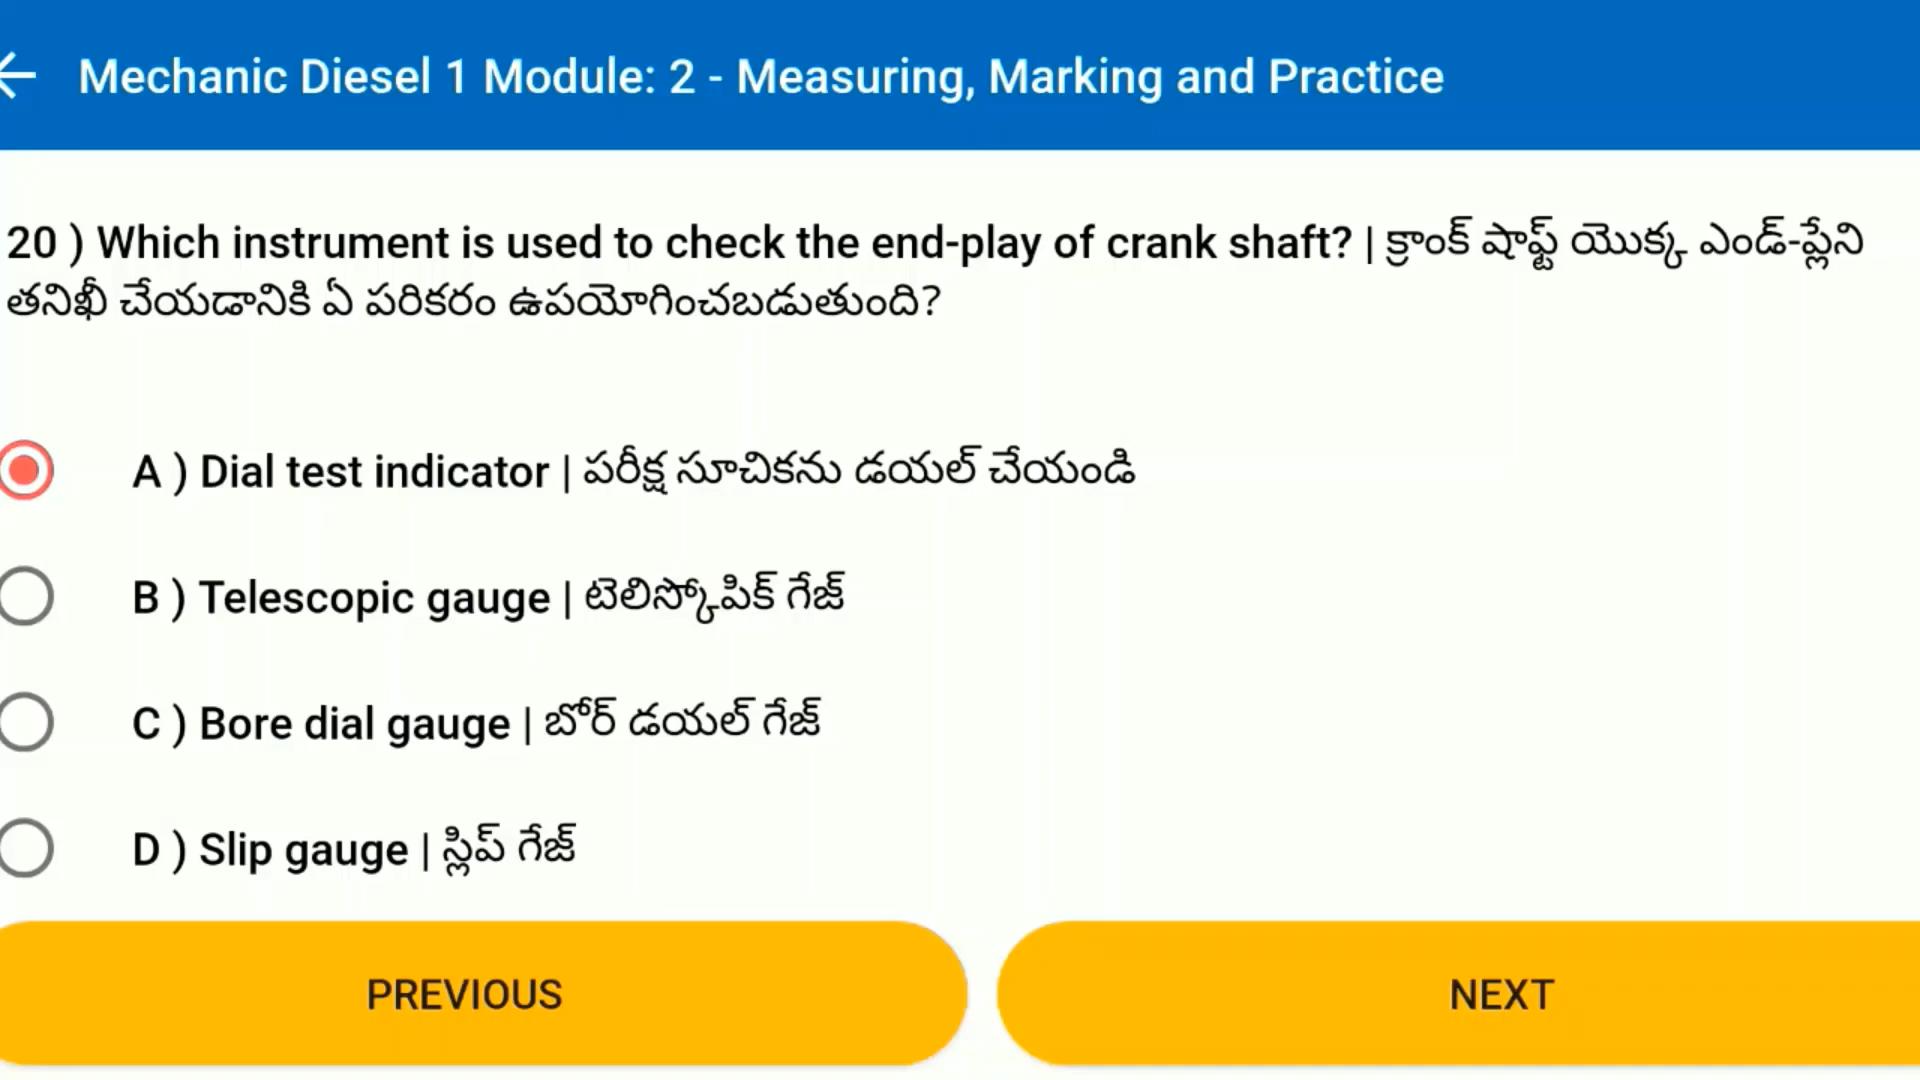 Mechanic Diesel 1 Module: 2 - Measuring, Marking and Practice
20 ) Which instrument is used to check the end-play of crank shaft? | క్రాంక్ షాఫ్ట్ యొక్క ఎండ్-ప్లేని
తనిఖీ చేయడానికి ఏ పరికరం ఉపయోగించబడుతుంది?
A ) Dial test indicator | పరీక్ష సూచికను డయల్ చేయండి
B ) Telescopic gauge | టెలిస్కోపిక్ గేజ్
C ) Bore dial gauge | బోర్ డయల్ గేజ్
D ) Slip gauge | స్లిప్ గేజ్
PREVIOUS
NEXT